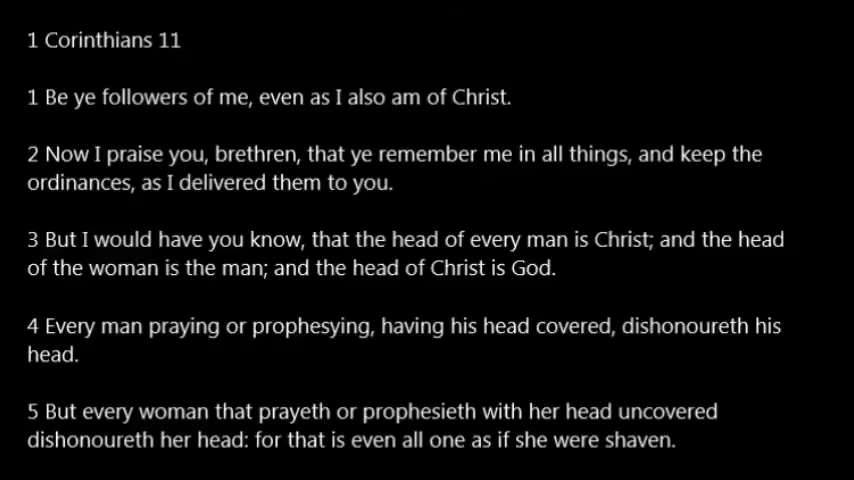 1 Corinthians 11
1 Be ye followers of me, even as I also am of Christ.
2 Now I praise you, brethren, that ye remember me in all things, and keep the
ordinances, as I delivered them to you.
3 But I would have you know, that the head of every man is Christ; and the head
of the woman is the man; and the head of Christ is God.
4 Every man praying or prophesying, having his head covered, dishonoureth his
head.
5 But every woman that prayeth or prophesieth with her head uncovered
dishonoureth her head: for that is even all one as if she were shaven.